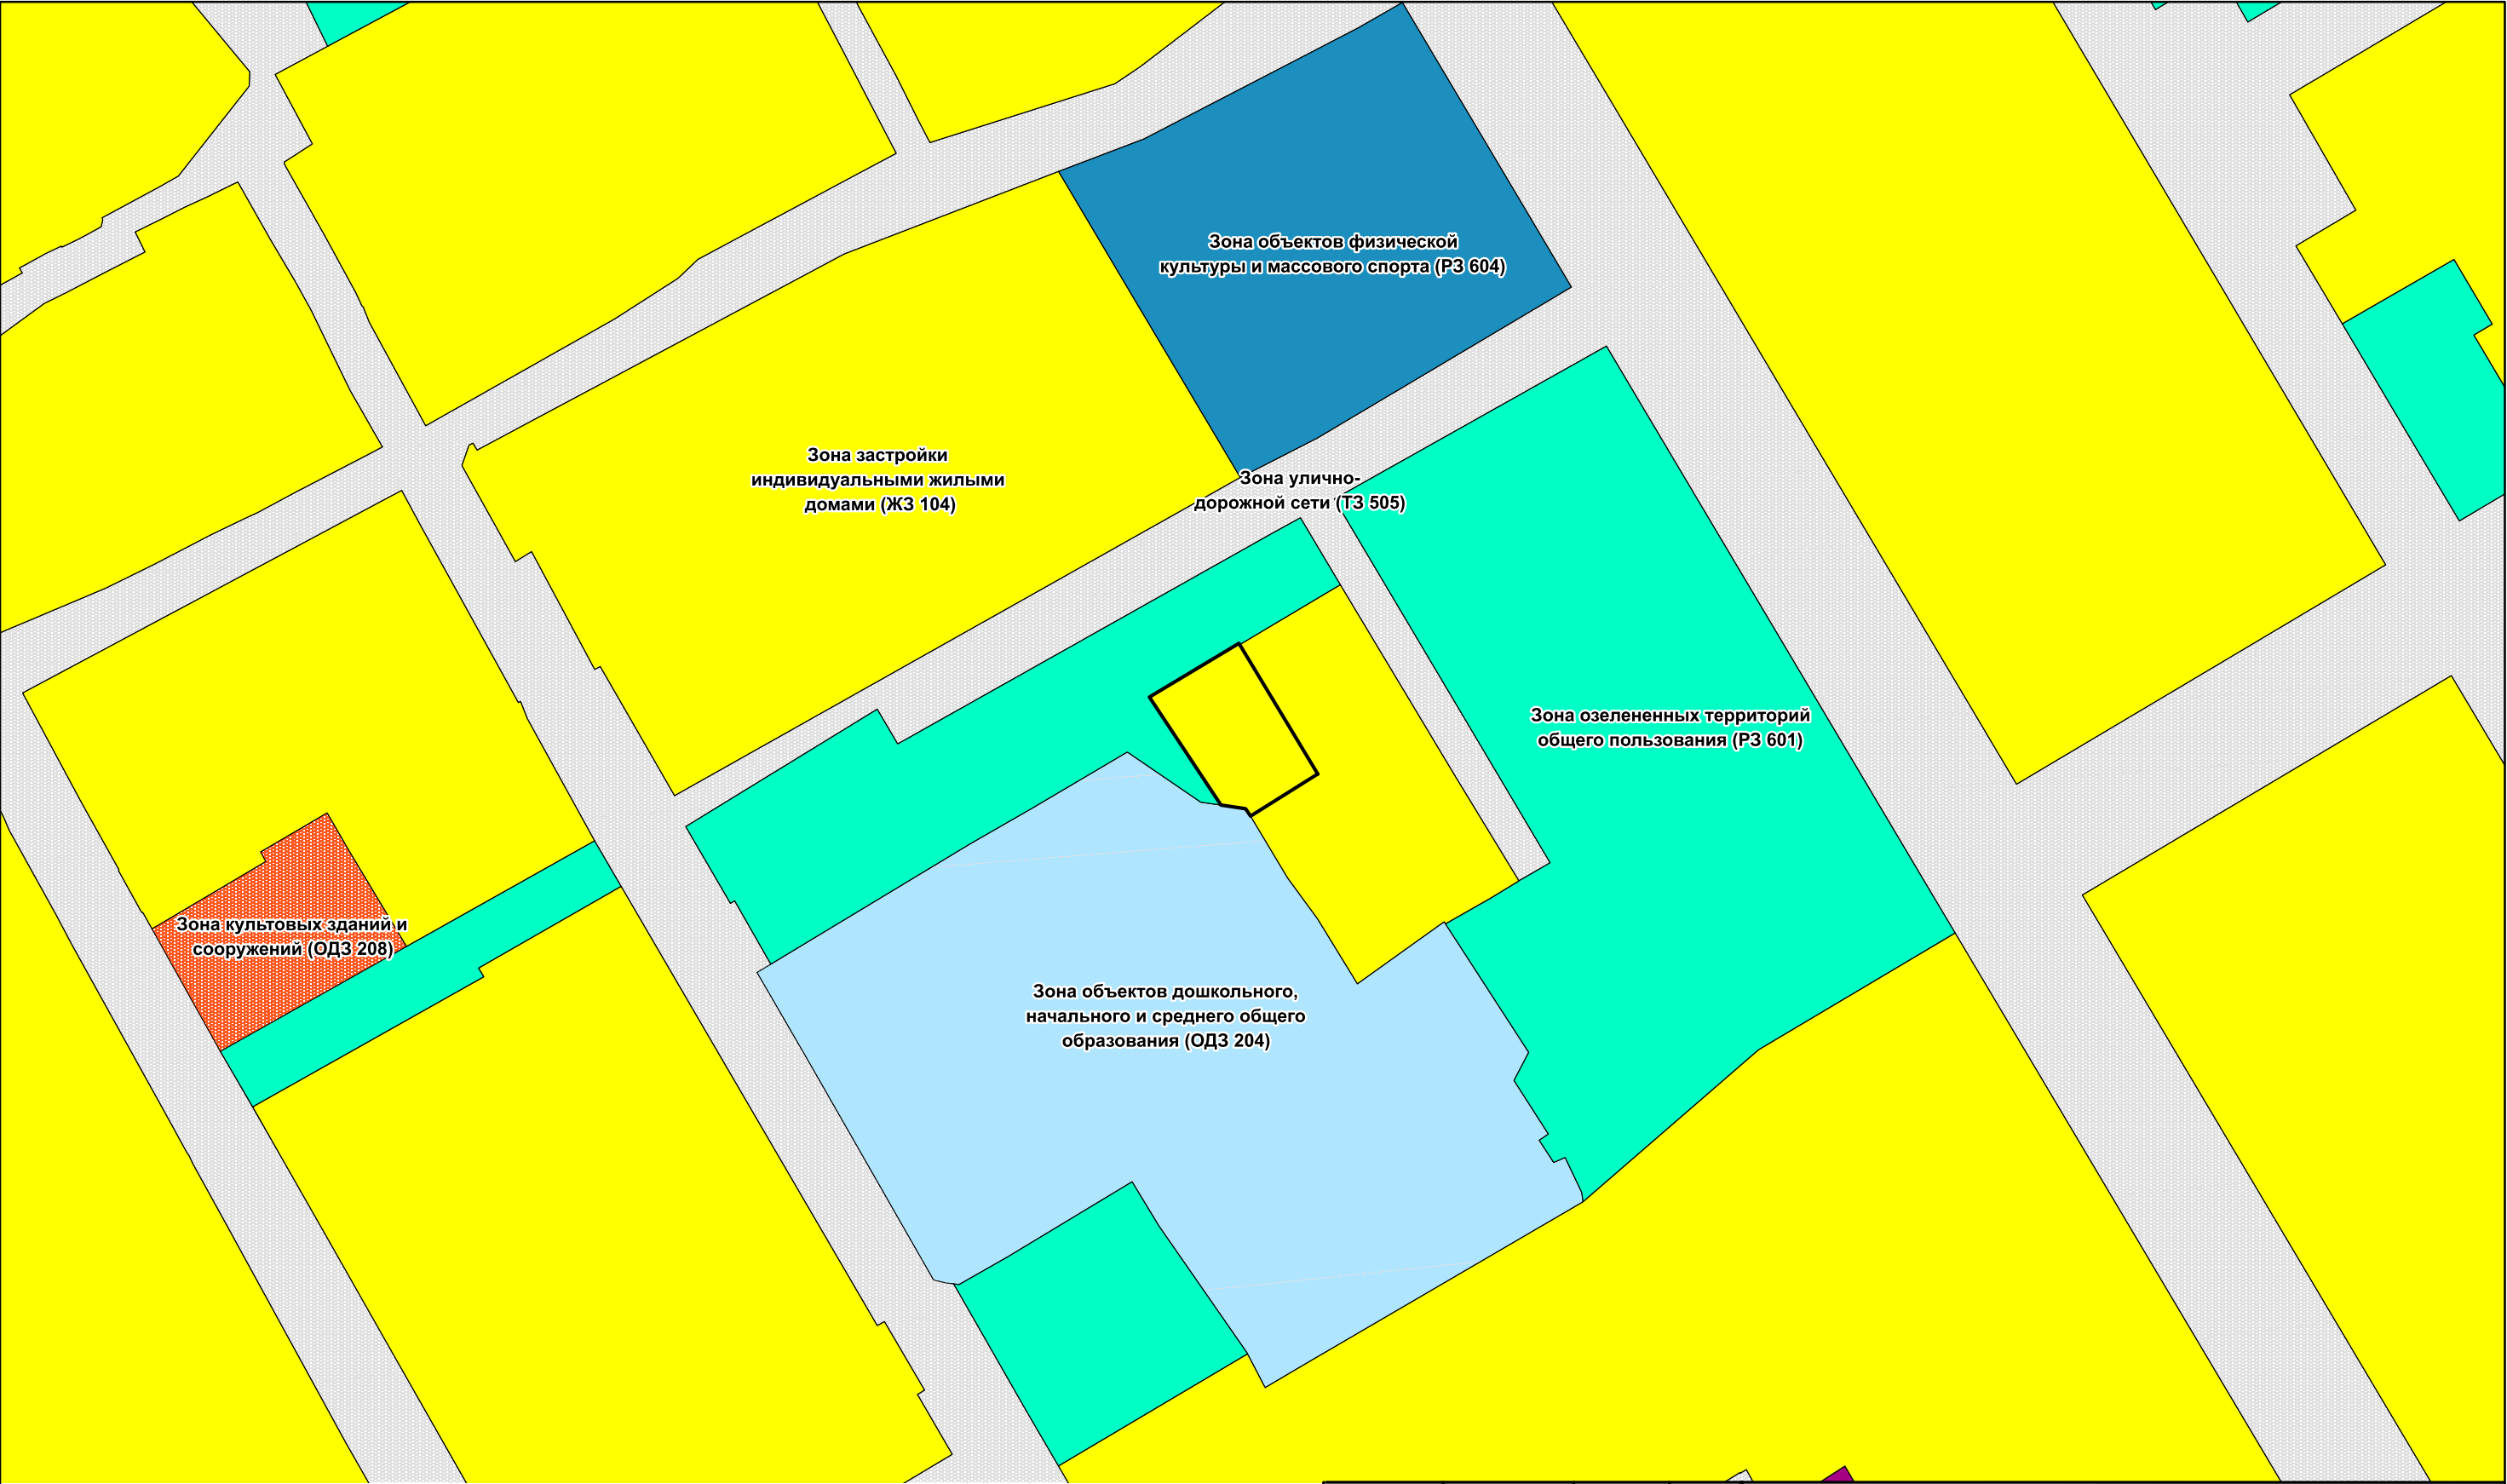 Зона объектов физической
культуры и массового спорта (РЗ 604)
Зона застройки
индивидуальными жилыми
домами (ЖЗ 104)
Зона улично-
дорожной сети (ТЗ 505)
Зона озелененных территорий
общего пользования (РЗ 601)
Зона культовых зданий и
сооружений (ОДЗ 208)
Зона объектов дошкольного,
начального и среднего общего
образования (ОДЗ 204)